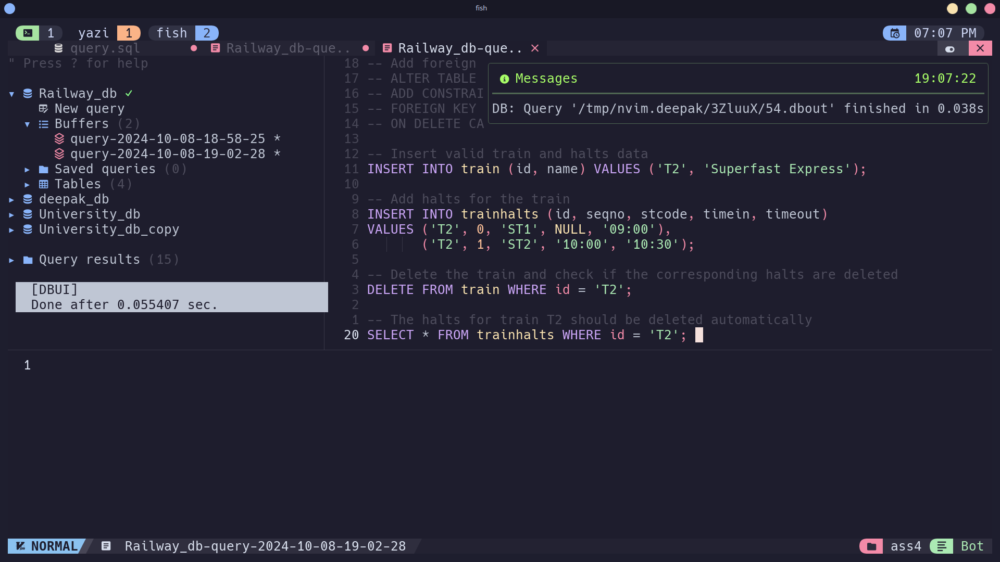 fish
1 yazi 1 fish 2 07:07 PM
query.sql Railway_db-que.. Railway_db-que..
" Press ? for help
Railway_db
New query
Buffers (2)
query-2024-10-08-18-58-25 *
query-2024-10-08-19-02-28 *
Saved queries (0)
Tables (4)
deepak_db
University_db
University_db_copy
Query results (15)
[DBUI]
Done after 0.055407 sec.
18 -- Add foreign
17 -- ALTER TABLE
16 -- ADD CONSTRAI
15 -- FOREIGN KEY
14 -- ON DELETE CA
13
12 -- Insert valid train and halts data
11 INSERT INTO train (id, name) VALUES ('T2', 'Superfast Express');
10
9 -- Add halts for the train
8 INSERT INTO trainhalts (id, seqno, stcode, timein, timeout)
7 VALUES ('T2', 0, 'ST1', NULL, '09:00'),
6 ('T2', 1, 'ST2', '10:00', '10:30');
5
4 -- Delete the train and check if the corresponding halts are deleted
3 DELETE FROM train WHERE id = 'T2';
2
1 -- The halts for train T2 should be deleted automatically
20 SELECT * FROM trainhalts WHERE id = 'T2';
Messages 19:07:22
DB: Query '/tmp/nvim.deepak/3ZluuX/54.dbout' finished in 0.038s
1
NORMAL Railway_db-query-2024-10-08-19-02-28 ass4 Bot